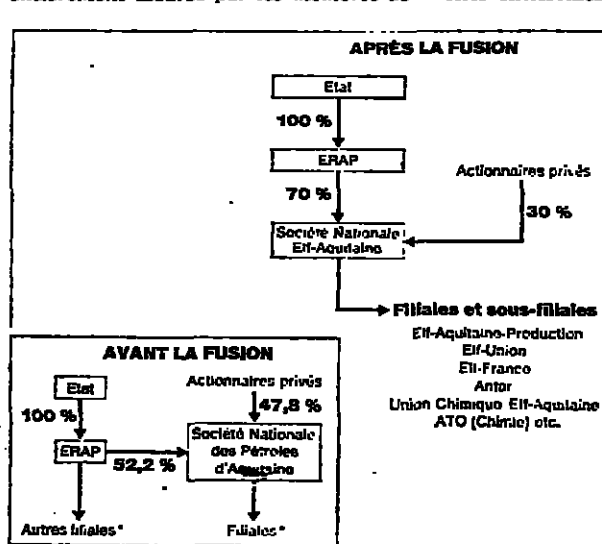 APRÈS LA FUSION
Etat
100 %
ERAP
70 %
Actionnaires privés
30 %
Société Nationale
Elf-Aquitaine
Filiales et sous-filiales
Elf-Aquitaine-Production
Elf-Union
Elf-France
Antar
Union Chimique Elf-Aquitaine
ATO (Chimie) etc.
AVANT LA FUSION
Etat
100 %
ERAP
52,2 %
Actionnaires privés
47,8 %
Société Nationale
des Pétroles
d'Aquitaine
Autres filiales*
Filiales*